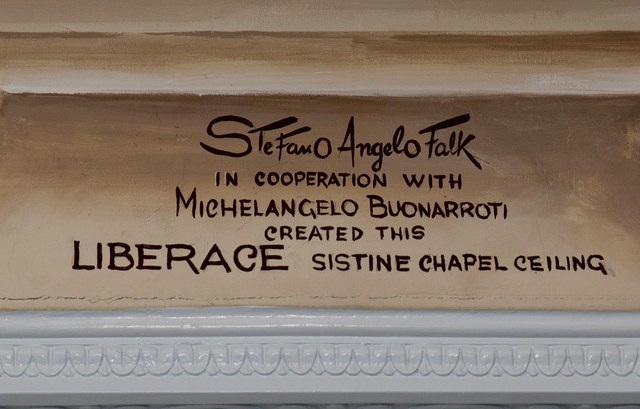 STeFano Angelo Falk
IN COOPERATION WITH
MICHELANGELO BUONARROTI
CREATED THIS
LIBERACE SISTINE CHAPEL CEILING